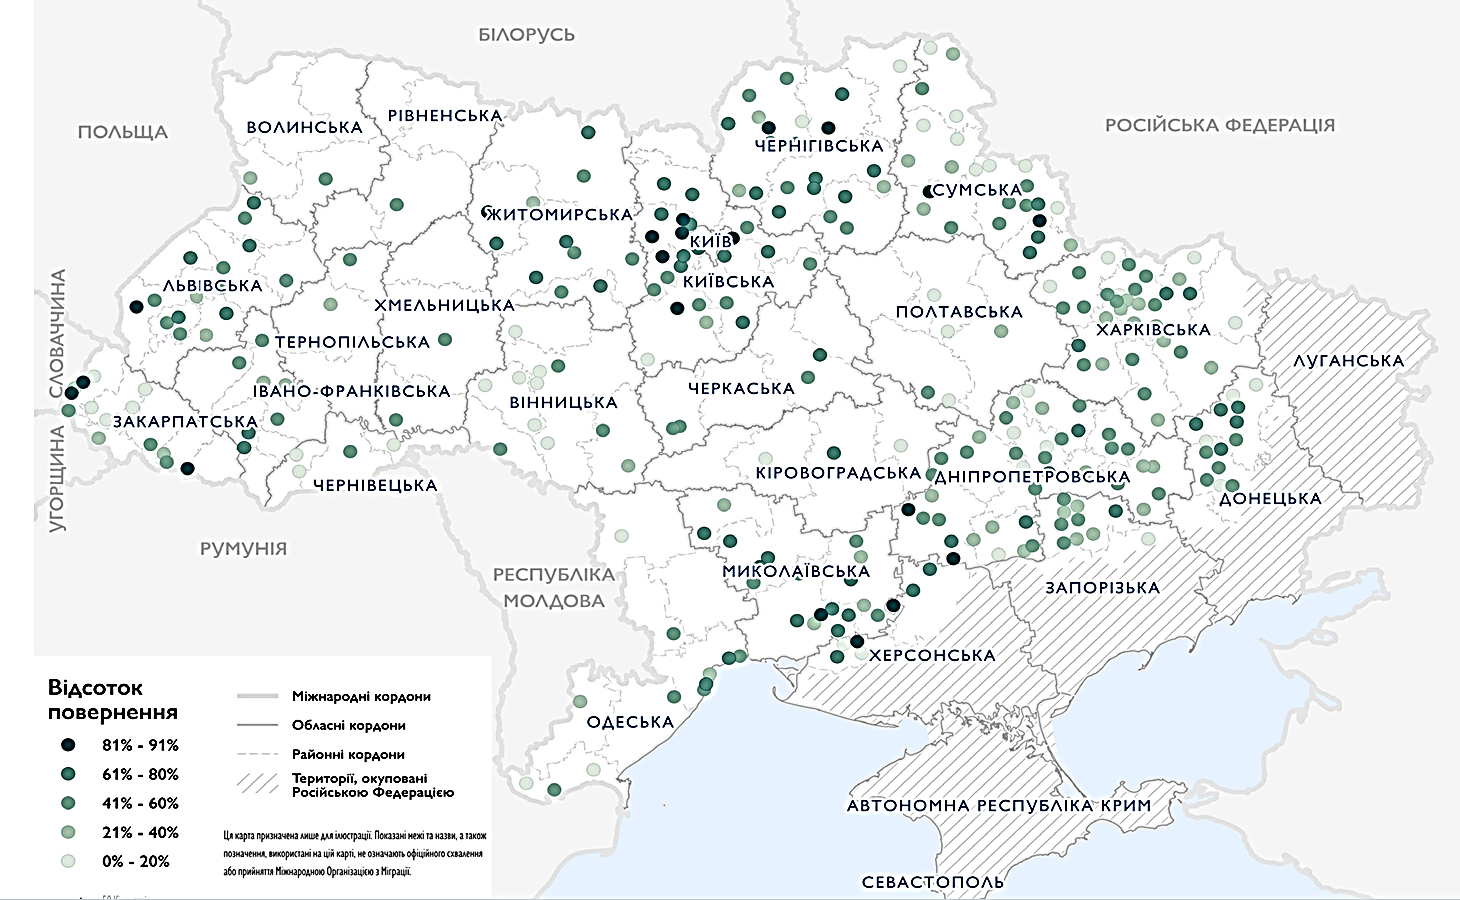 БІЛОРУСЬ
ПОЛЬЩА
ВОЛИНСЬКА
РІВНЕНСЬКА
РОСІЙСЬКА ФЕДЕРАЦІЯ
ЧЕРНІГІВСЬКА
СУМСЬКА
ЖИТОМИРСЬКА
КИЇВ
КИЇВСЬКА
ЛЬВІВСЬКА
ХМЕЛЬНИЦЬКА
ПОЛТАВСЬКА
ХАРКІВСЬКА
СЛОВАЧЧИНА
ТЕРНОПІЛЬСЬКА
ЛУГАНСЬКА
ІВАНО-ФРАНКІВСЬКА
ЧЕРКАСЬКА
ВІННИЦЬКА
ЗАКАРПАТСЬКА
УГОРЩИНА
КІРОВОГРАДСЬКА
ДНІПРОПЕТРОВСЬКА
ЧЕРНІВЕЦЬКА
ДОНЕЦЬКА
РУМУНІЯ
РЕСПУБЛІКА
МОЛДОВА
МИКОЛАЇВСЬКА
ЗАПОРІЗЬКА
ХЕРСОНСЬКА
ОДЕСЬКА
АВТОНОМНА РЕСПУБЛІКА КРИМ
СЕВАСТОПОЛЬ
Відсоток
повернення
81% - 91%
61% - 80%
41% - 60%
21% - 40%
0% - 20%
Міжнародні кордони
Обласні кордони
Районні кордони
Території, окуповані
Російською Федерацією
Ця карта призначена лише для ілюстрації. Показані межі та назви, а також
позначення, використані на цій карті, не означають офіційного схвалення
або прийняття Міжнародною Організацією з Міграції.